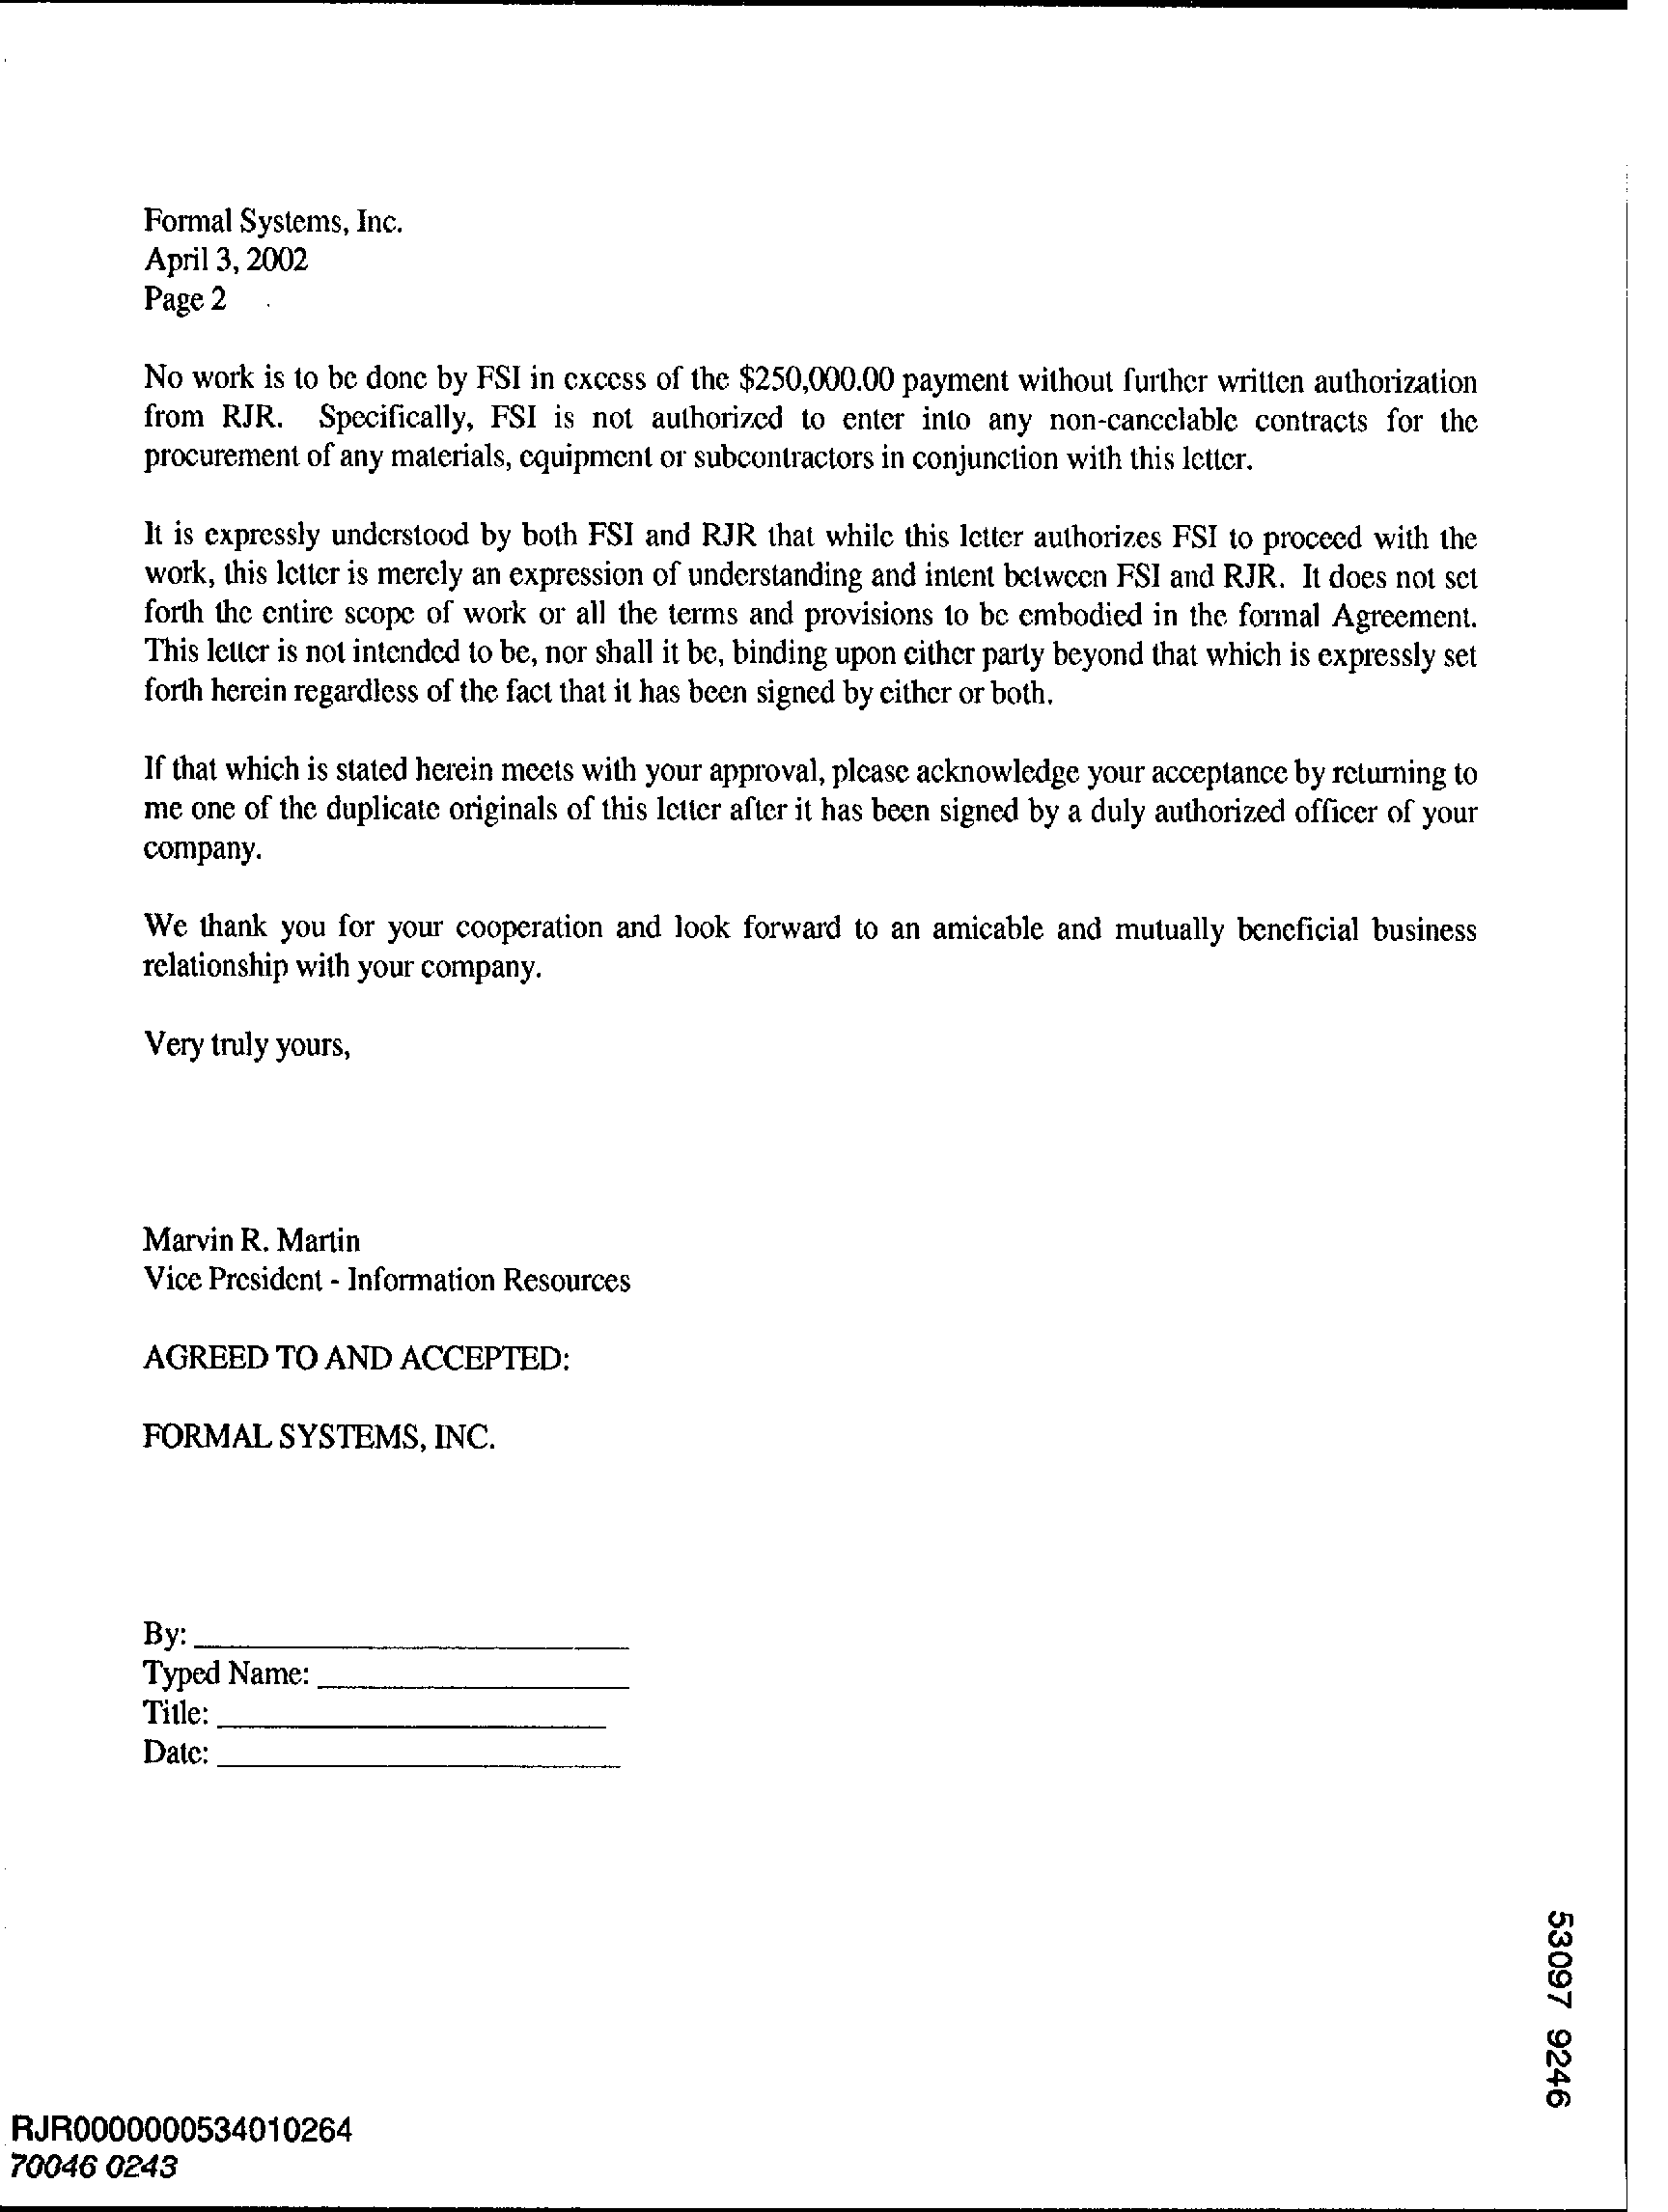 Formal Systems, Inc.
April 3, 2002
Page 2
No work is to be done by FSI in excess of the $250,000.00 payment without further written authorization
from RJR. Specifically, FSI is not authorized to enter into any non-cancelable contracts for the
procurement of any materials, equipment or subcontractors in conjunction with this letter.
It is expressly understood by both FSI and RJR that while this letter authorizes FSI to proceed with the
work, this letter is merely an expression of understanding and intent between FSI and RJR. It does not set
forth the entire scope of work or all the terms and provisions to be embodied in the formal Agreement.
This letter is not intended to be, nor shall it be, binding upon either party beyond that which is expressly set
forth herein regardless of the fact that it has been signed by either or both.
If that which is stated herein meets with your approval, please acknowledge your acceptance by returning to
me one of the duplicate originals of this letter after it has been signed by a duly authorized officer of your
company.
We thank you for your cooperation and look forward to an amicable and mutually beneficial business
relationship with your company.
Very truly yours,
Marvin R. Martin
Vice President - Information Resources
AGREED TO AND ACCEPTED:
FORMAL SYSTEMS, INC.
By:
Typed Name:
Title:
Date:
53097 9246
RJR0000000534010264
70046 0243